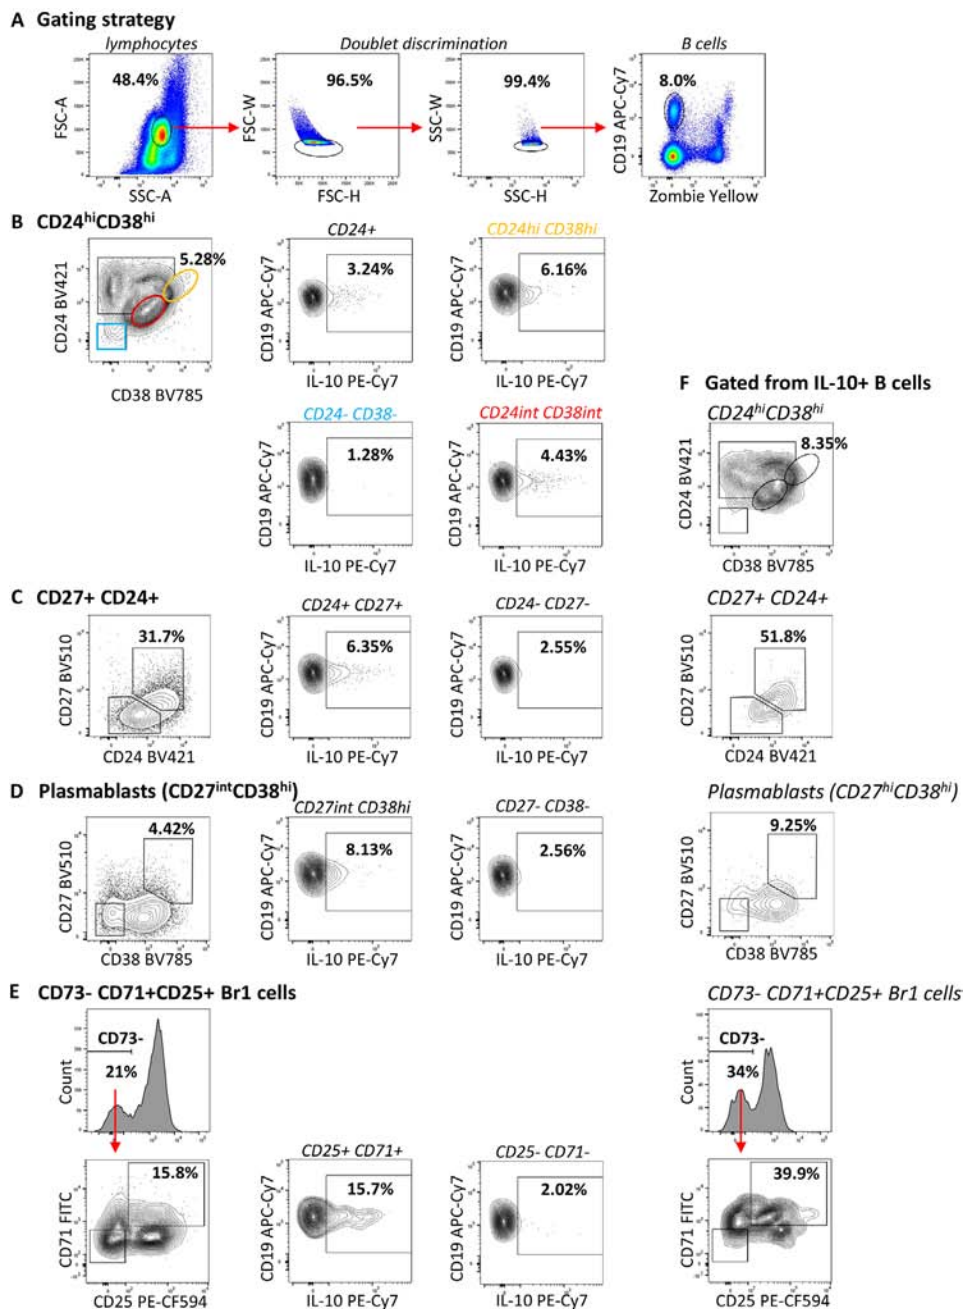 A Gating strategy
lymphocytes
Doublet discrimination
B cells
48.4%
96.5%
99.4%
8.0%
FSC-A
FSC-W
SSC-W
CD19 APC-Cy7
SSC-A
FSC-H
SSC-H
Zombie Yellow
B CD24hiCD38hi
CD24+
CD24hi CD38hi
5.28%
3.24%
6.16%
CD24 BV421
CD19 APC-Cy7
CD19 APC-Cy7
CD38 BV785
IL-10 PE-Cy7
IL-10 PE-Cy7
F Gated from IL-10+ B cells
CD24- CD38-
CD24int CD38int
CD24hiCD38hi
1.28%
4.43%
8.35%
CD19 APC-Cy7
CD19 APC-Cy7
CD24 BV421
IL-10 PE-Cy7
IL-10 PE-Cy7
CD38 BV785
C CD27+ CD24+
CD24+ CD27+
CD24- CD27-
CD27+ CD24+
31.7%
6.35%
2.55%
51.8%
CD27 BV510
CD19 APC-Cy7
CD19 APC-Cy7
CD27 BV510
CD24 BV421
IL-10 PE-Cy7
IL-10 PE-Cy7
CD24 BV421
D Plasmablasts (CD27intCD38hi)
CD27int CD38hi
CD27- CD38-
Plasmablasts (CD27hiCD38hi)
4.42%
8.13%
2.56%
9.25%
CD27 BV510
CD19 APC-Cy7
CD19 APC-Cy7
CD27 BV510
CD38 BV785
IL-10 PE-Cy7
IL-10 PE-Cy7
CD38 BV785
E CD73- CD71+CD25+ Br1 cells
CD73- CD71+CD25+ Br1 cells
CD73-
21%
Count
CD73-
34%
Count
CD25+ CD71+
CD25- CD71-
15.8%
15.7%
2.02%
39.9%
CD71 FITC
CD19 APC-Cy7
CD19 APC-Cy7
CD71 FITC
CD25 PE-CF594
IL-10 PE-Cy7
IL-10 PE-Cy7
CD25 PE-CF594